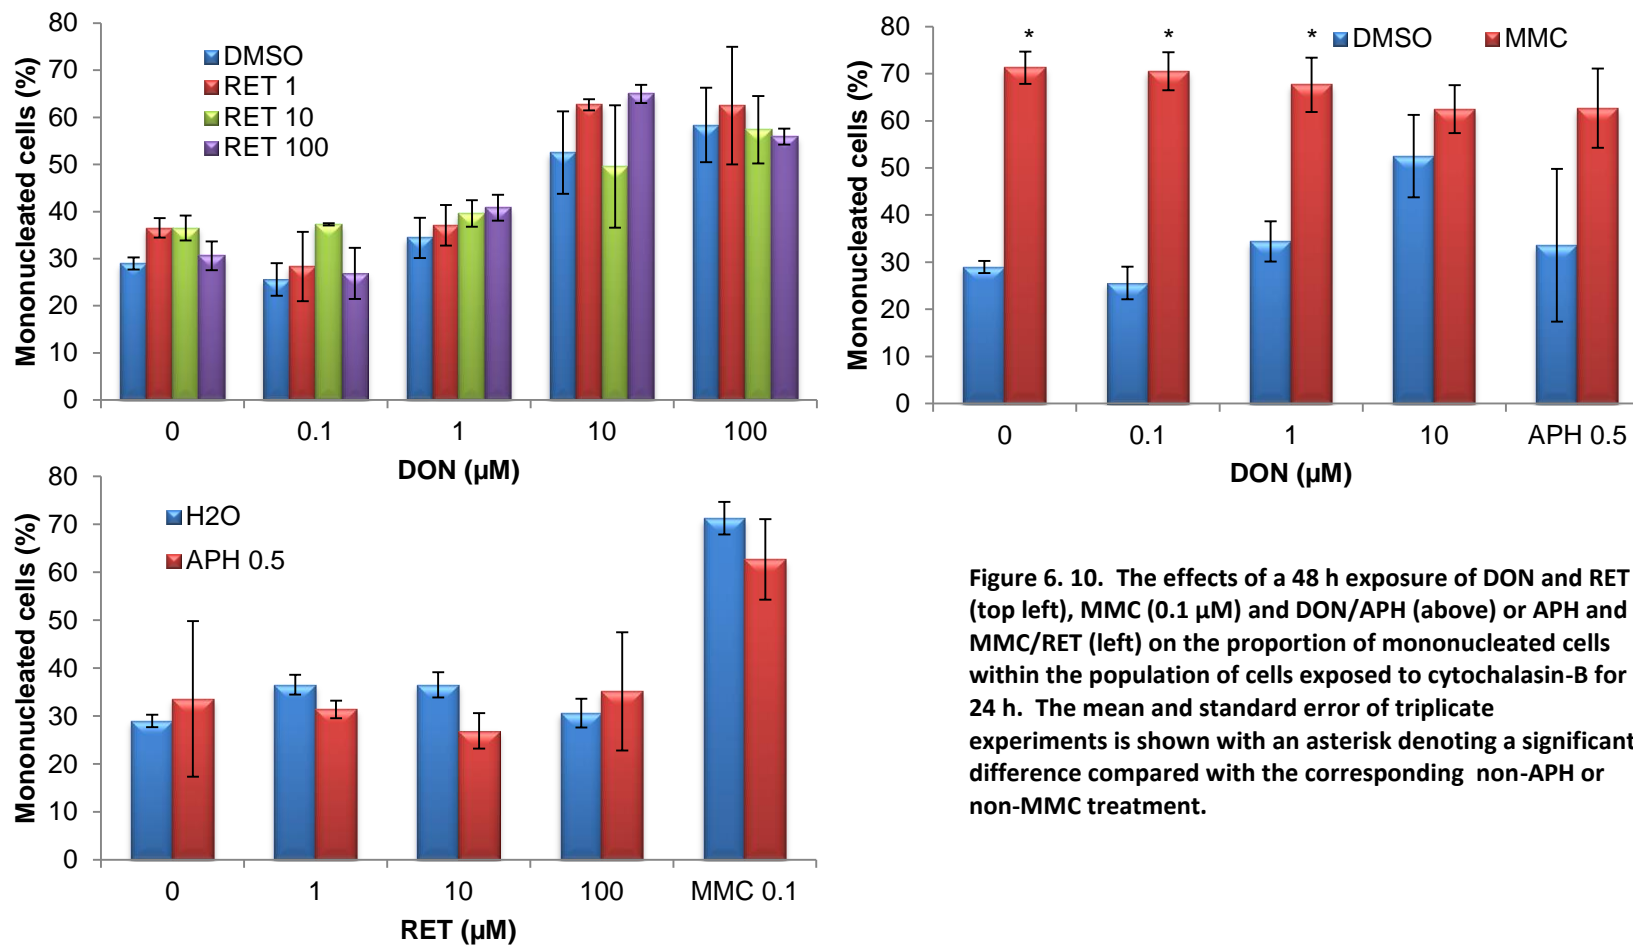 80
70
60
50
40
30
20
10
0
Mononucleated cells (%)
DMSO
RET 1
RET 10
RET 100
0 0.1 1 10 100
DON (µM)
80
70
60
50
40
30
20
10
0
Mononucleated cells (%)
* * *
DMSO MMC
0 0.1 1 10 APH 0.5
DON (µM)
80
70
60
50
40
30
20
10
0
Mononucleated cells (%)
H2O
APH 0.5
0 1 10 100 MMC 0.1
RET (µM)
Figure 6. 10. The effects of a 48 h exposure of DON and RET
(top left), MMC (0.1 µM) and DON/APH (above) or APH and
MMC/RET (left) on the proportion of mononucleated cells
within the population of cells exposed to cytochalasin-B for
24 h. The mean and standard error of triplicate
experiments is shown with an asterisk denoting a significant
difference compared with the corresponding non-APH or
non-MMC treatment.